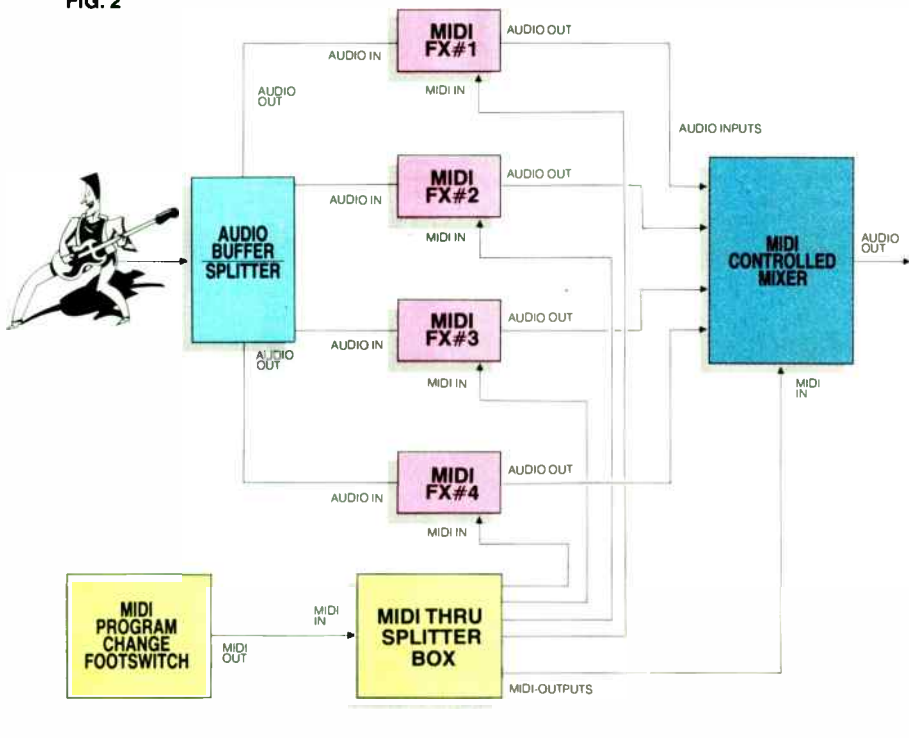 FIG. 2
MIDI
FX#1
AUDIO IN
AUDIO OUT
MIDI IN
AUDIO
OUT
AUDIO INPUTS
MIDI
FX#2
AUDIO IN
AUDIO OUT
MIDI IN
AUDIO
BUFFER
SPLITTER
MIDI
CONTROLLED
MIXER
AUDIO
OUT
MIDI
FX#3
AUDIO IN
AUDIO OUT
MIDI IN
AUDIO
OUT
MIDI
IN
MIDI
FX#4
AUDIO IN
AUDIO OUT
MIDI IN
MIDI
PROGRAM
CHANGE
FOOTSWITCH
MIDI
OUT
MIDI
IN
MIDI THRU
SPLITTER
BOX
MIDI-OUTPUTS